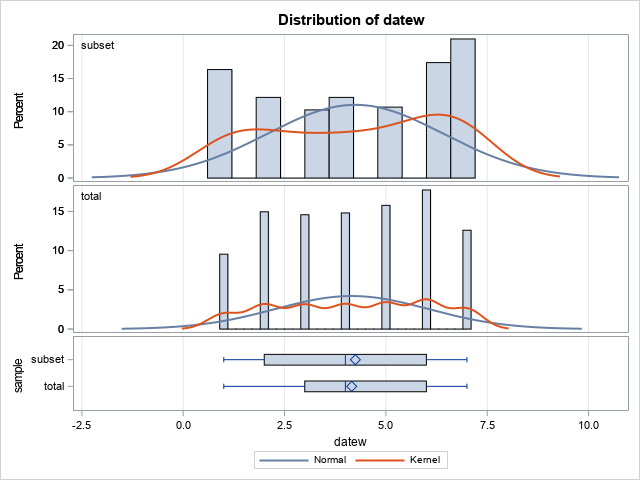 Distribution of datew
subset
20
15
10
5
0
Percent
total
15
10
5
0
Percent
subset
total
sample
-2.5 0.0 2.5 5.0 7.5 10.0
datew
Normal Kernel